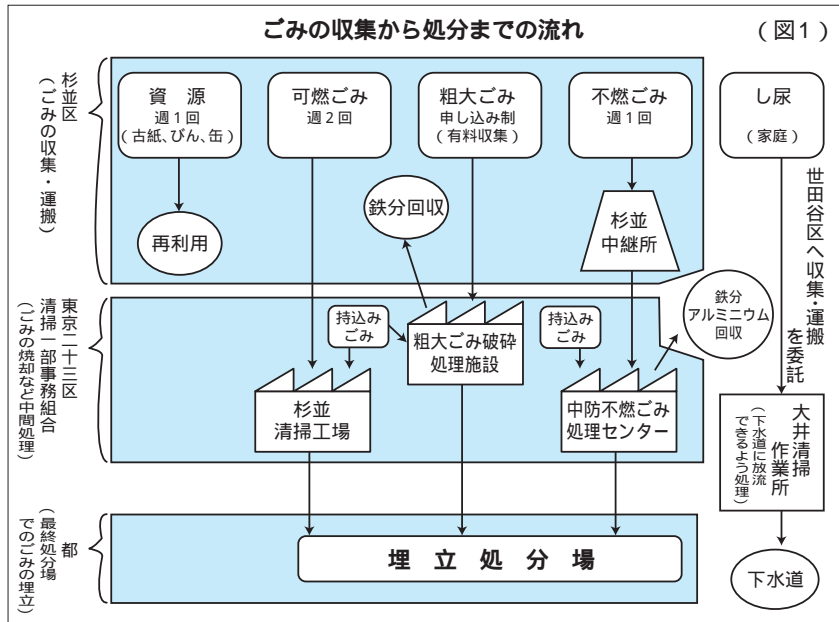 ごみの収集から処分までの流れ
(図1)
杉並区
(ごみの収集・運搬)
資 源
週1回
(古紙、びん、缶)
可燃ごみ
週2回
粗大ごみ
申し込み制
(有料収集)
不燃ごみ
週1回
し尿
(家庭)
再利用
鉄分回収
杉並
中継所
世田谷区へ収集・運搬
を委託
東京二十三区
清掃一部事務組合
(ごみの焼却など中間処理)
持込み
ごみ
粗大ごみ破砕
処理施設
持込み
ごみ
鉄分
アルミニウム
回収
杉並
清掃工場
中防不燃ごみ
処理センター
大井清掃
作業所
(下水道に放流
できるよう処理)
都
(最終処分場
でのごみの埋立)
埋 立 処 分 場
下水道